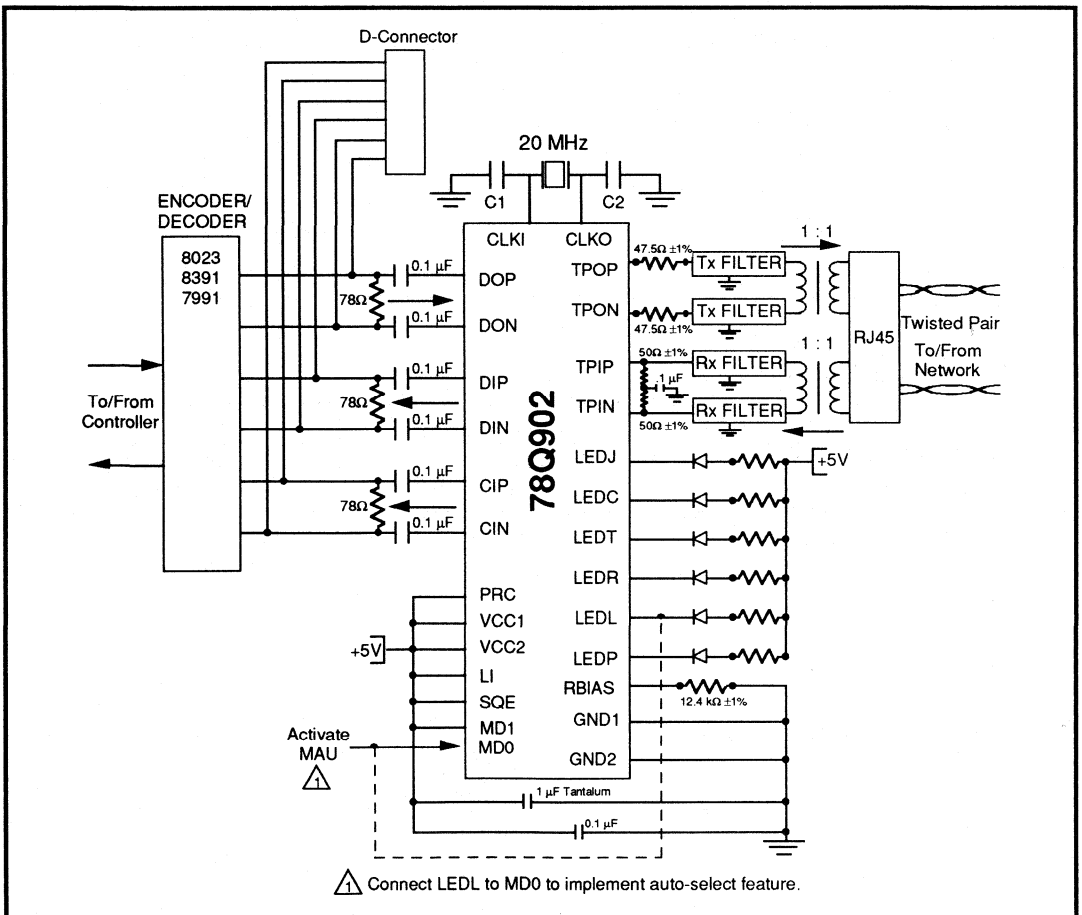 D-Connector
20 MHz
C1
C2
ENCODER/
DECODER
8023
8391
7991
To/From
Controller
0.1 µF
78Ω
0.1 µF
0.1 µF
78Ω
0.1 µF
0.1 µF
78Ω
0.1 µF
CLKI
CLKO
DOP
DON
DIP
DIN
CIP
CIN
PRC
VCC1
VCC2
LI
SQE
MD1
MD0
78Q902
TPOP
TPON
TPIP
TPIN
LEDJ
LEDC
LEDT
LEDR
LEDL
LEDP
RBIAS
GND1
GND2
47.5Ω ±1%
Tx FILTER
Tx FILTER
47.5Ω ±1%
50Ω ±1%
Rx FILTER
.1 µF
Rx FILTER
50Ω ±1%
1 : 1
1 : 1
RJ45
Twisted Pair
To/From
Network
+5V
12.4 kΩ ±1%
+5V
Activate
MAU
1
1 µF Tantalum
0.1 µF
1 Connect LEDL to MD0 to implement auto-select feature.